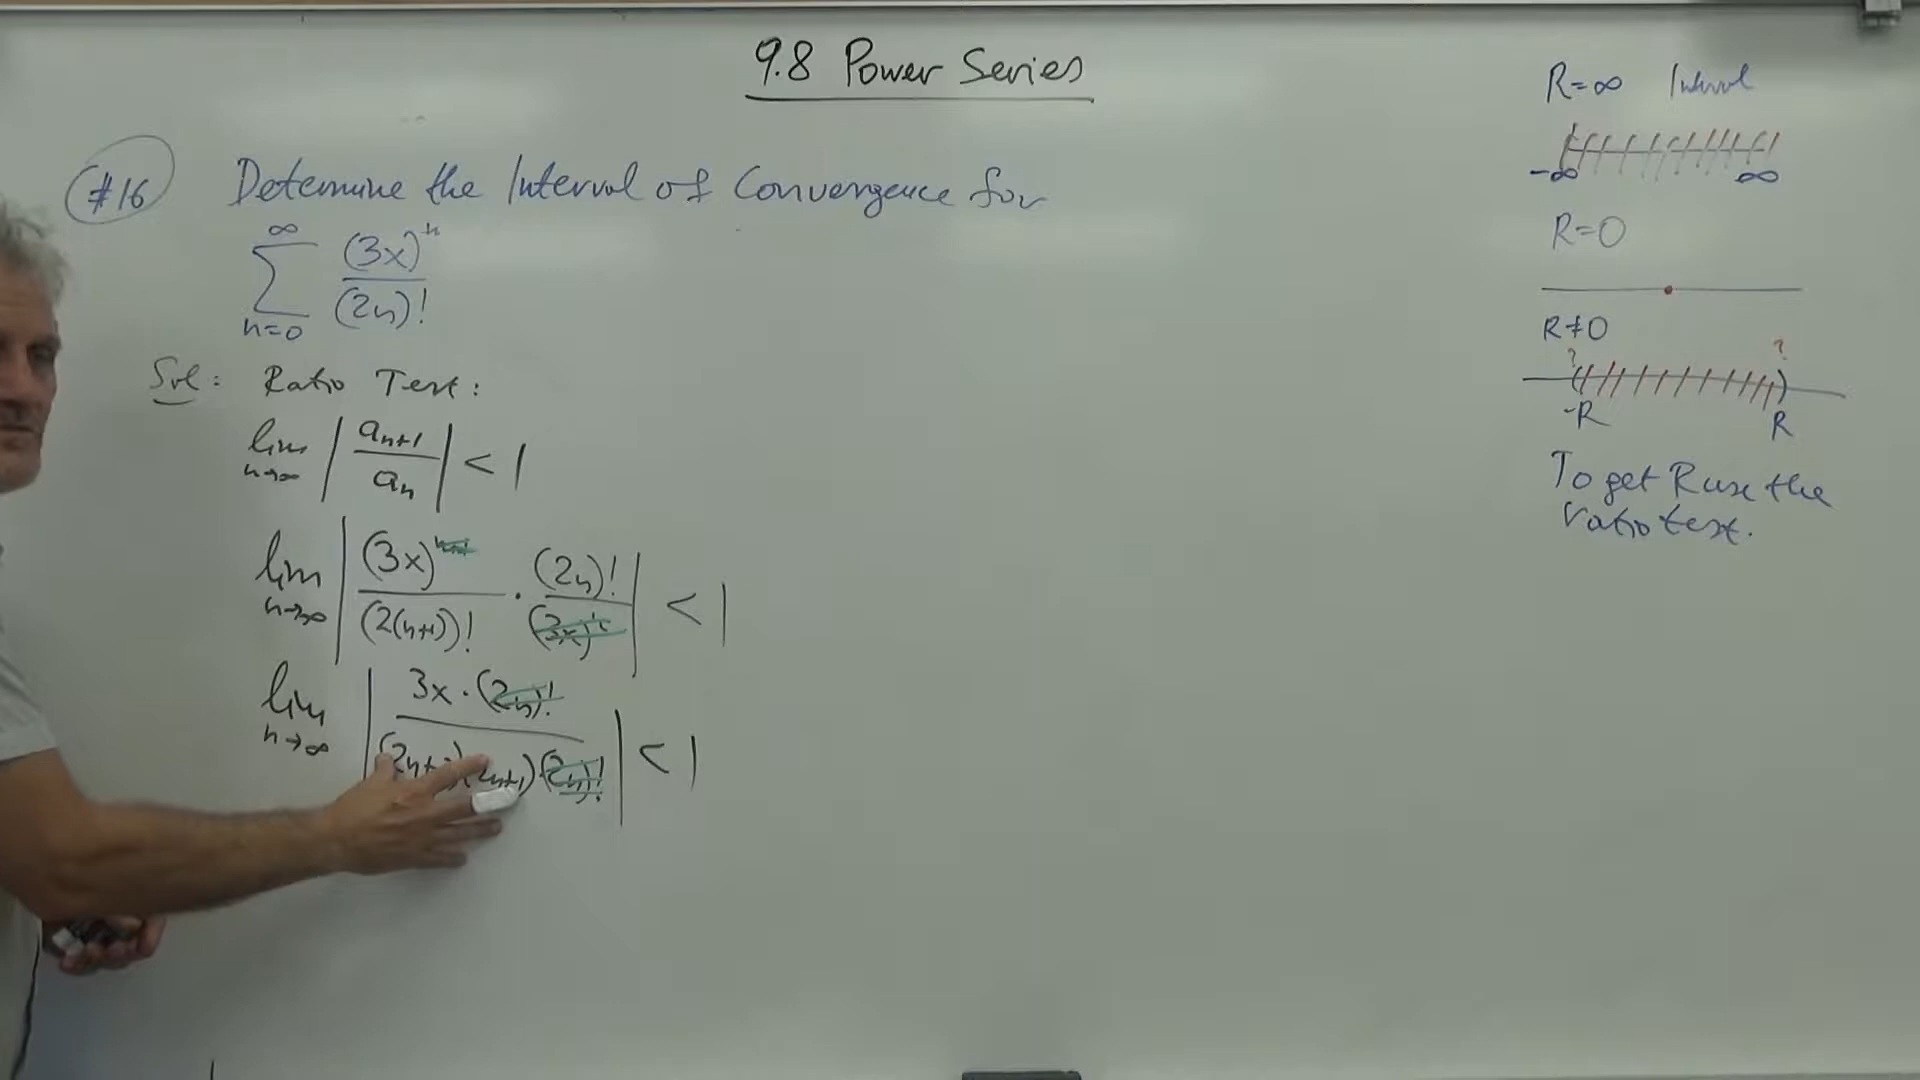 9.8 Power Series
#16 Determine the Interval of Convergence for
∞
∑ (3x)^n / (2n)!
n=0
Sol: Ratio Test:
lim n→∞ | a_{n+1} / a_n | < 1
lim n→∞ | (3x)^{n+1} / (2(n+1))! · (2n)! / (3x)^n | < 1
lim n→∞ | 3x · (2n)! / (2n+2)(2n+1)(2n)! | < 1
R=∞ Interval
-∞ ∞
R=0
R≠0
? ?
( )
-R R
To get R use the
ratio test.